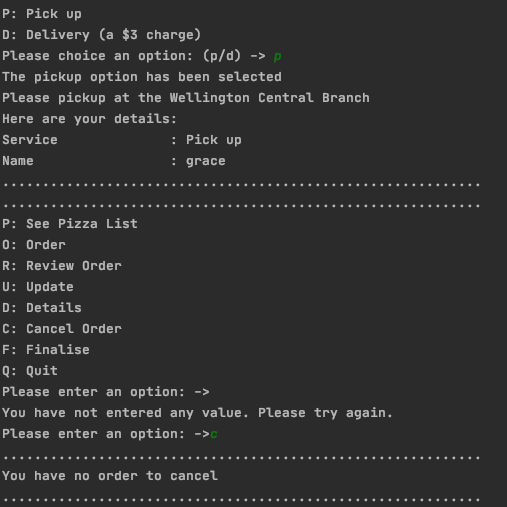 P: Pick up
D: Delivery (a $3 charge)
Please choice an option: (p/d) -> p
The pickup option has been selected
Please pickup at the Wellington Central Branch
Here are your details:
Service              : Pick up
Name                 : grace
............................................................
............................................................
P: See Pizza List
O: Order
R: Review Order
U: Update
D: Details
C: Cancel Order
F: Finalise
Q: Quit
Please enter an option: ->
You have not entered any value. Please try again.
Please enter an option: ->c
............................................................
You have no order to cancel
............................................................